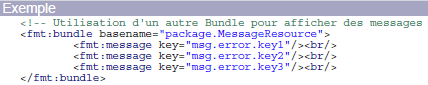 Exemple
<!-- Utilisation d'un autre Bundle pour afficher des messages
<fmt:bundle basename="package.MessageResource">
<fmt:message key="msg.error.key1"/><br/>
<fmt:message key="msg.error.key2"/><br/>
<fmt:message key="msg.error.key3"/><br/>
</fmt:bundle>